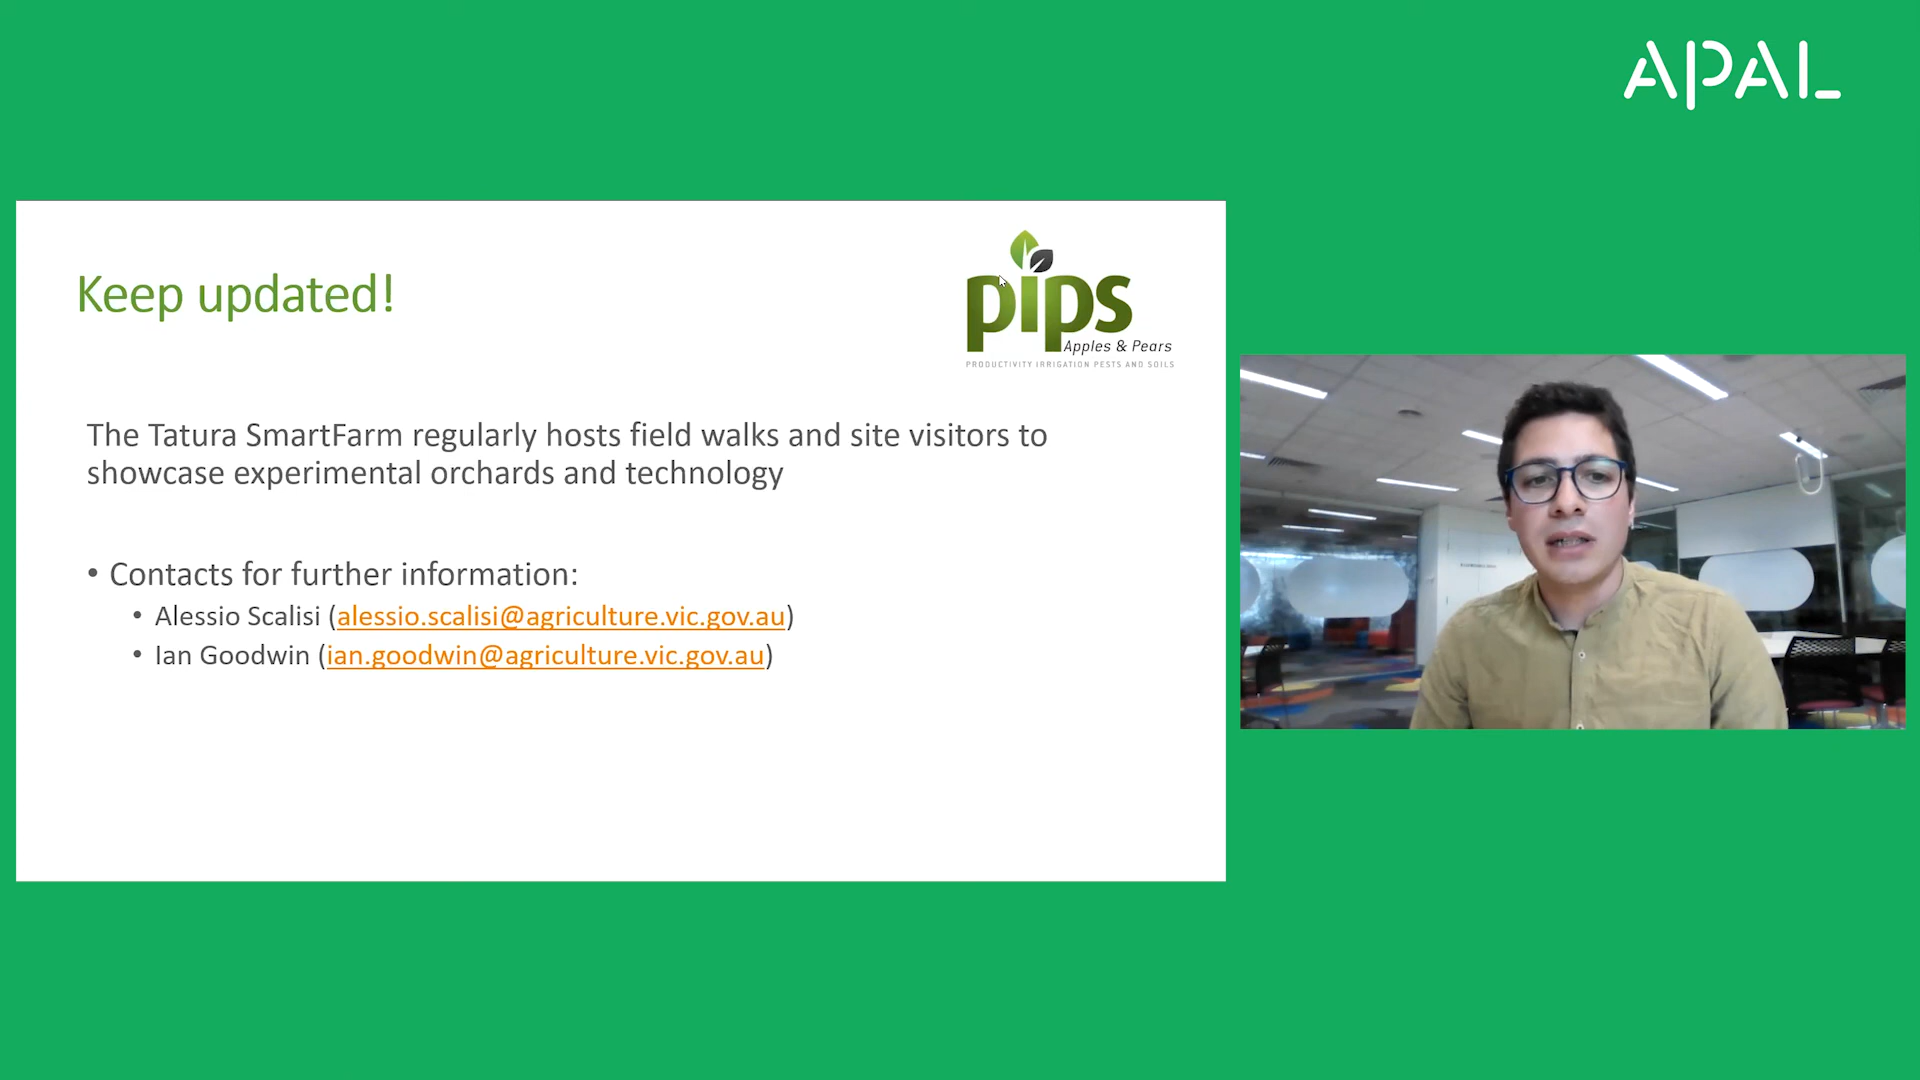 APAL
Keep updated!
pips
Apples & Pears
PRODUCTIVITY IRRIGATION PESTS AND SOILS
The Tatura SmartFarm regularly hosts field walks and site visitors to
showcase experimental orchards and technology
• Contacts for further information:
• Alessio Scalisi (alessio.scalisi@agriculture.vic.gov.au)
• Ian Goodwin (ian.goodwin@agriculture.vic.gov.au)